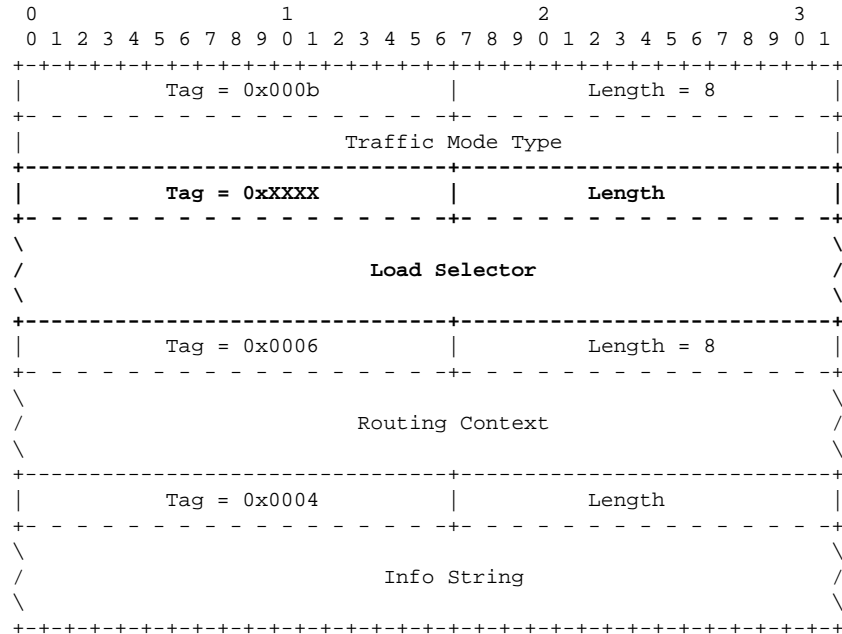 0                   1                   2                   3
0 1 2 3 4 5 6 7 8 9 0 1 2 3 4 5 6 7 8 9 0 1 2 3 4 5 6 7 8 9 0 1
+-+-+-+-+-+-+-+-+-+-+-+-+-+-+-+-+-+-+-+-+-+-+-+-+-+-+-+-+-+-+-+-+
|           Tag = 0x000b          |          Length = 8         |
+- - - - - - - - - - - - - - - - -+- - - - - - - - - - - - - - -+
|                         Traffic Mode Type                     |
+---------------------------------+-----------------------------+
|           Tag = 0xXXXX          |          Length             |
+- - - - - - - - - - - - - - - - -+- - - - - - - - - - - - - - -+
\                                                               \
/                           Load Selector                       /
\                                                               \
+---------------------------------+-----------------------------+
|           Tag = 0x0006          |          Length = 8         |
+- - - - - - - - - - - - - - - - -+- - - - - - - - - - - - - - -+
\                                                               \
/                          Routing Context                      /
\                                                               \
+---------------------------------+-----------------------------+
|           Tag = 0x0004          |          Length             |
+- - - - - - - - - - - - - - - - -+- - - - - - - - - - - - - - -+
\                                                               \
/                            Info String                        /
\                                                               \
+-+-+-+-+-+-+-+-+-+-+-+-+-+-+-+-+-+-+-+-+-+-+-+-+-+-+-+-+-+-+-+-+